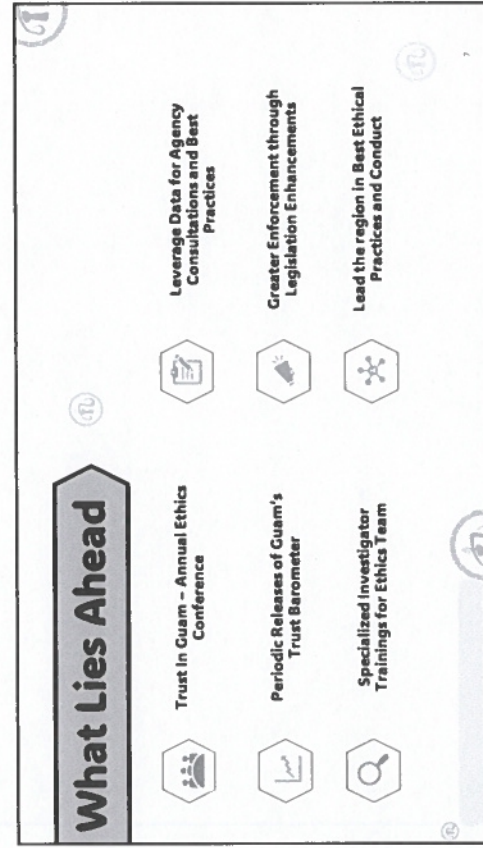 What Lies Ahead
Trust In Guam – Annual Ethics
Conference
Periodic Releases of Guam's
Trust Barometer
Specialized Investigator
Trainings for Ethics Team
Leverage Data for Agency
Consultations and Best
Practices
Greater Enforcement through
Legislation Enhancements
Lead the region in Best Ethical
Practices and Conduct